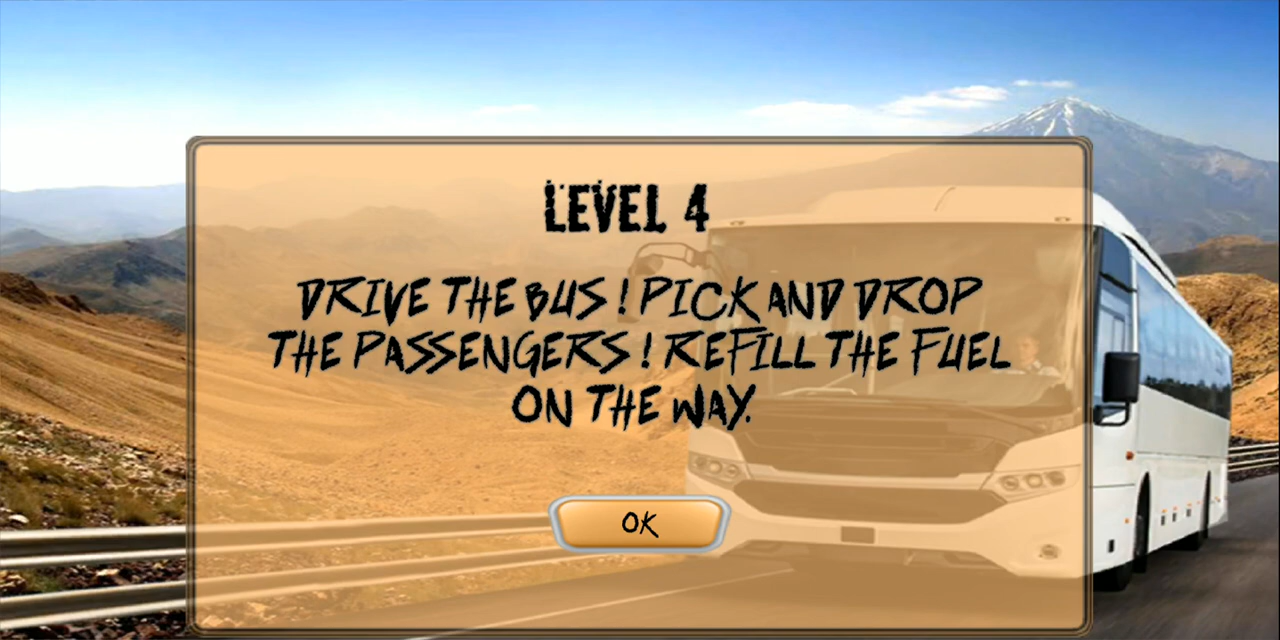 LEVEL 4
DRIVE THE BUS ! PICK AND DROP
THE PASSENGERS ! REFILL THE FUEL
ON THE WAY.
OK